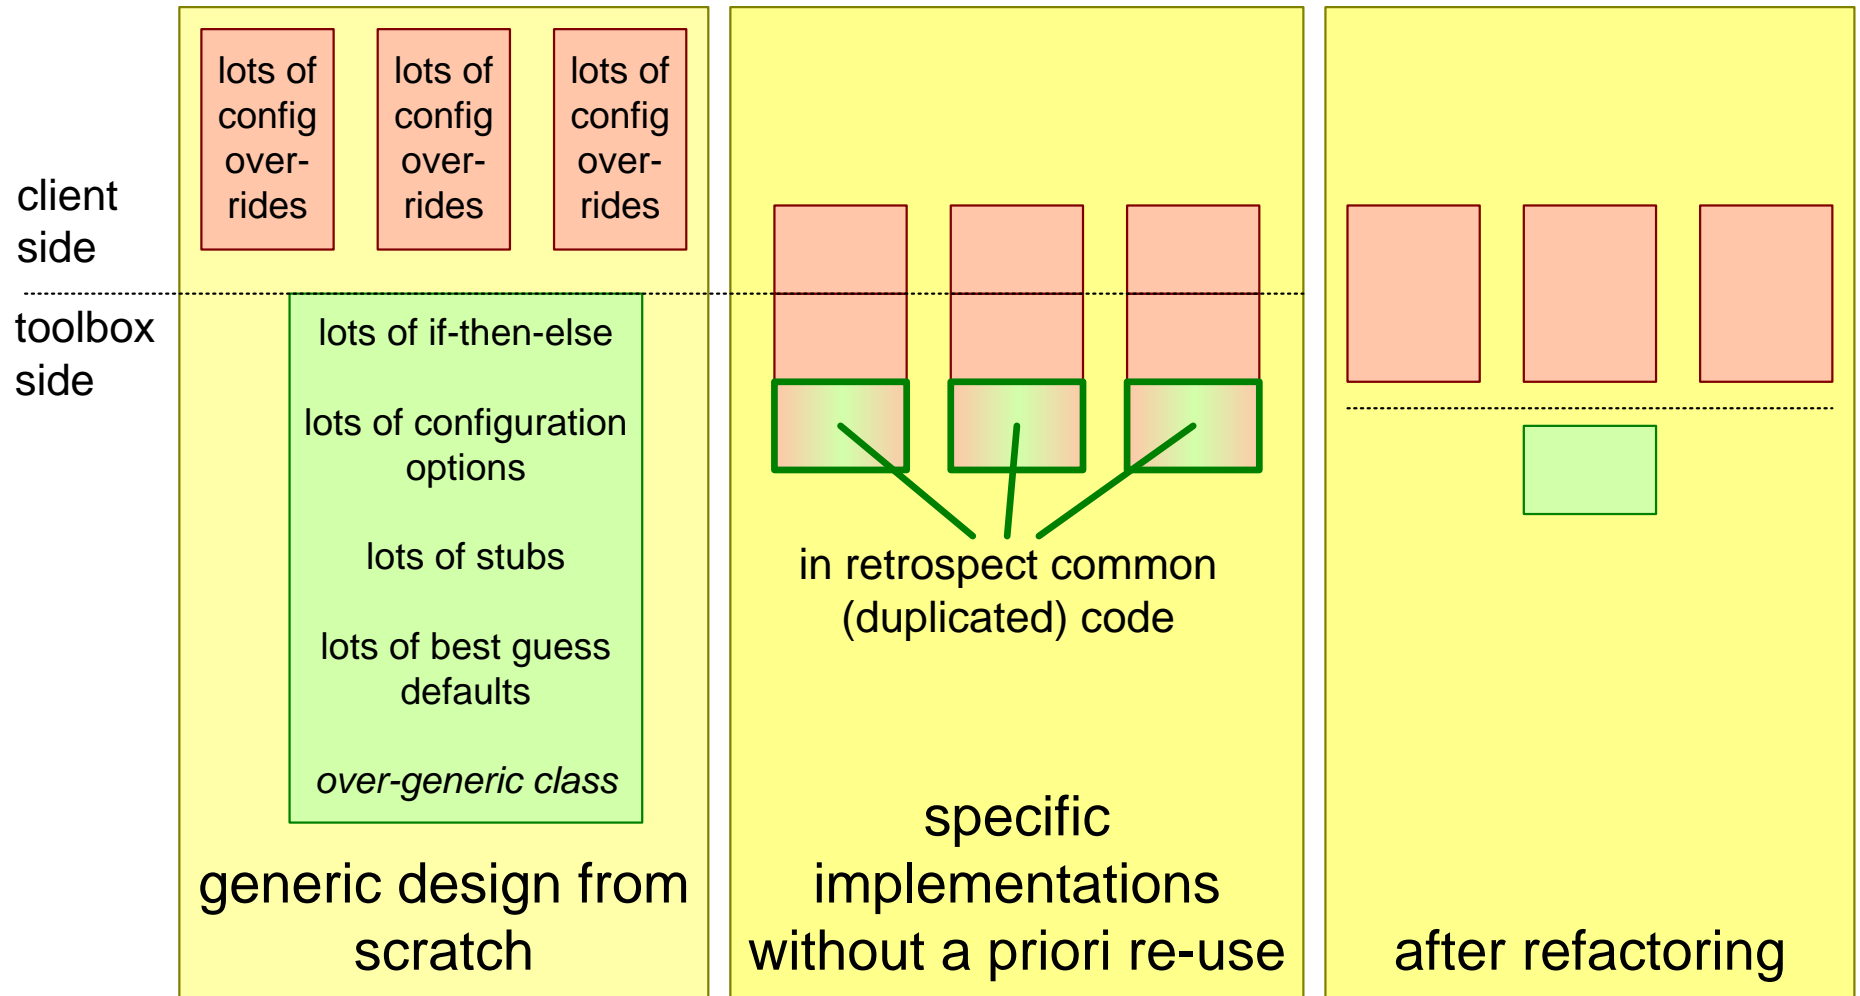 lots of
config
over-
rides
lots of
config
over-
rides
lots of
config
over-
rides
client
side
toolbox
side
lots of if-then-else
lots of configuration
options
lots of stubs
lots of best guess
defaults
over-generic class
generic design from
scratch
in retrospect common
(duplicated) code
specific
implementations
without a priori re-use
after refactoring